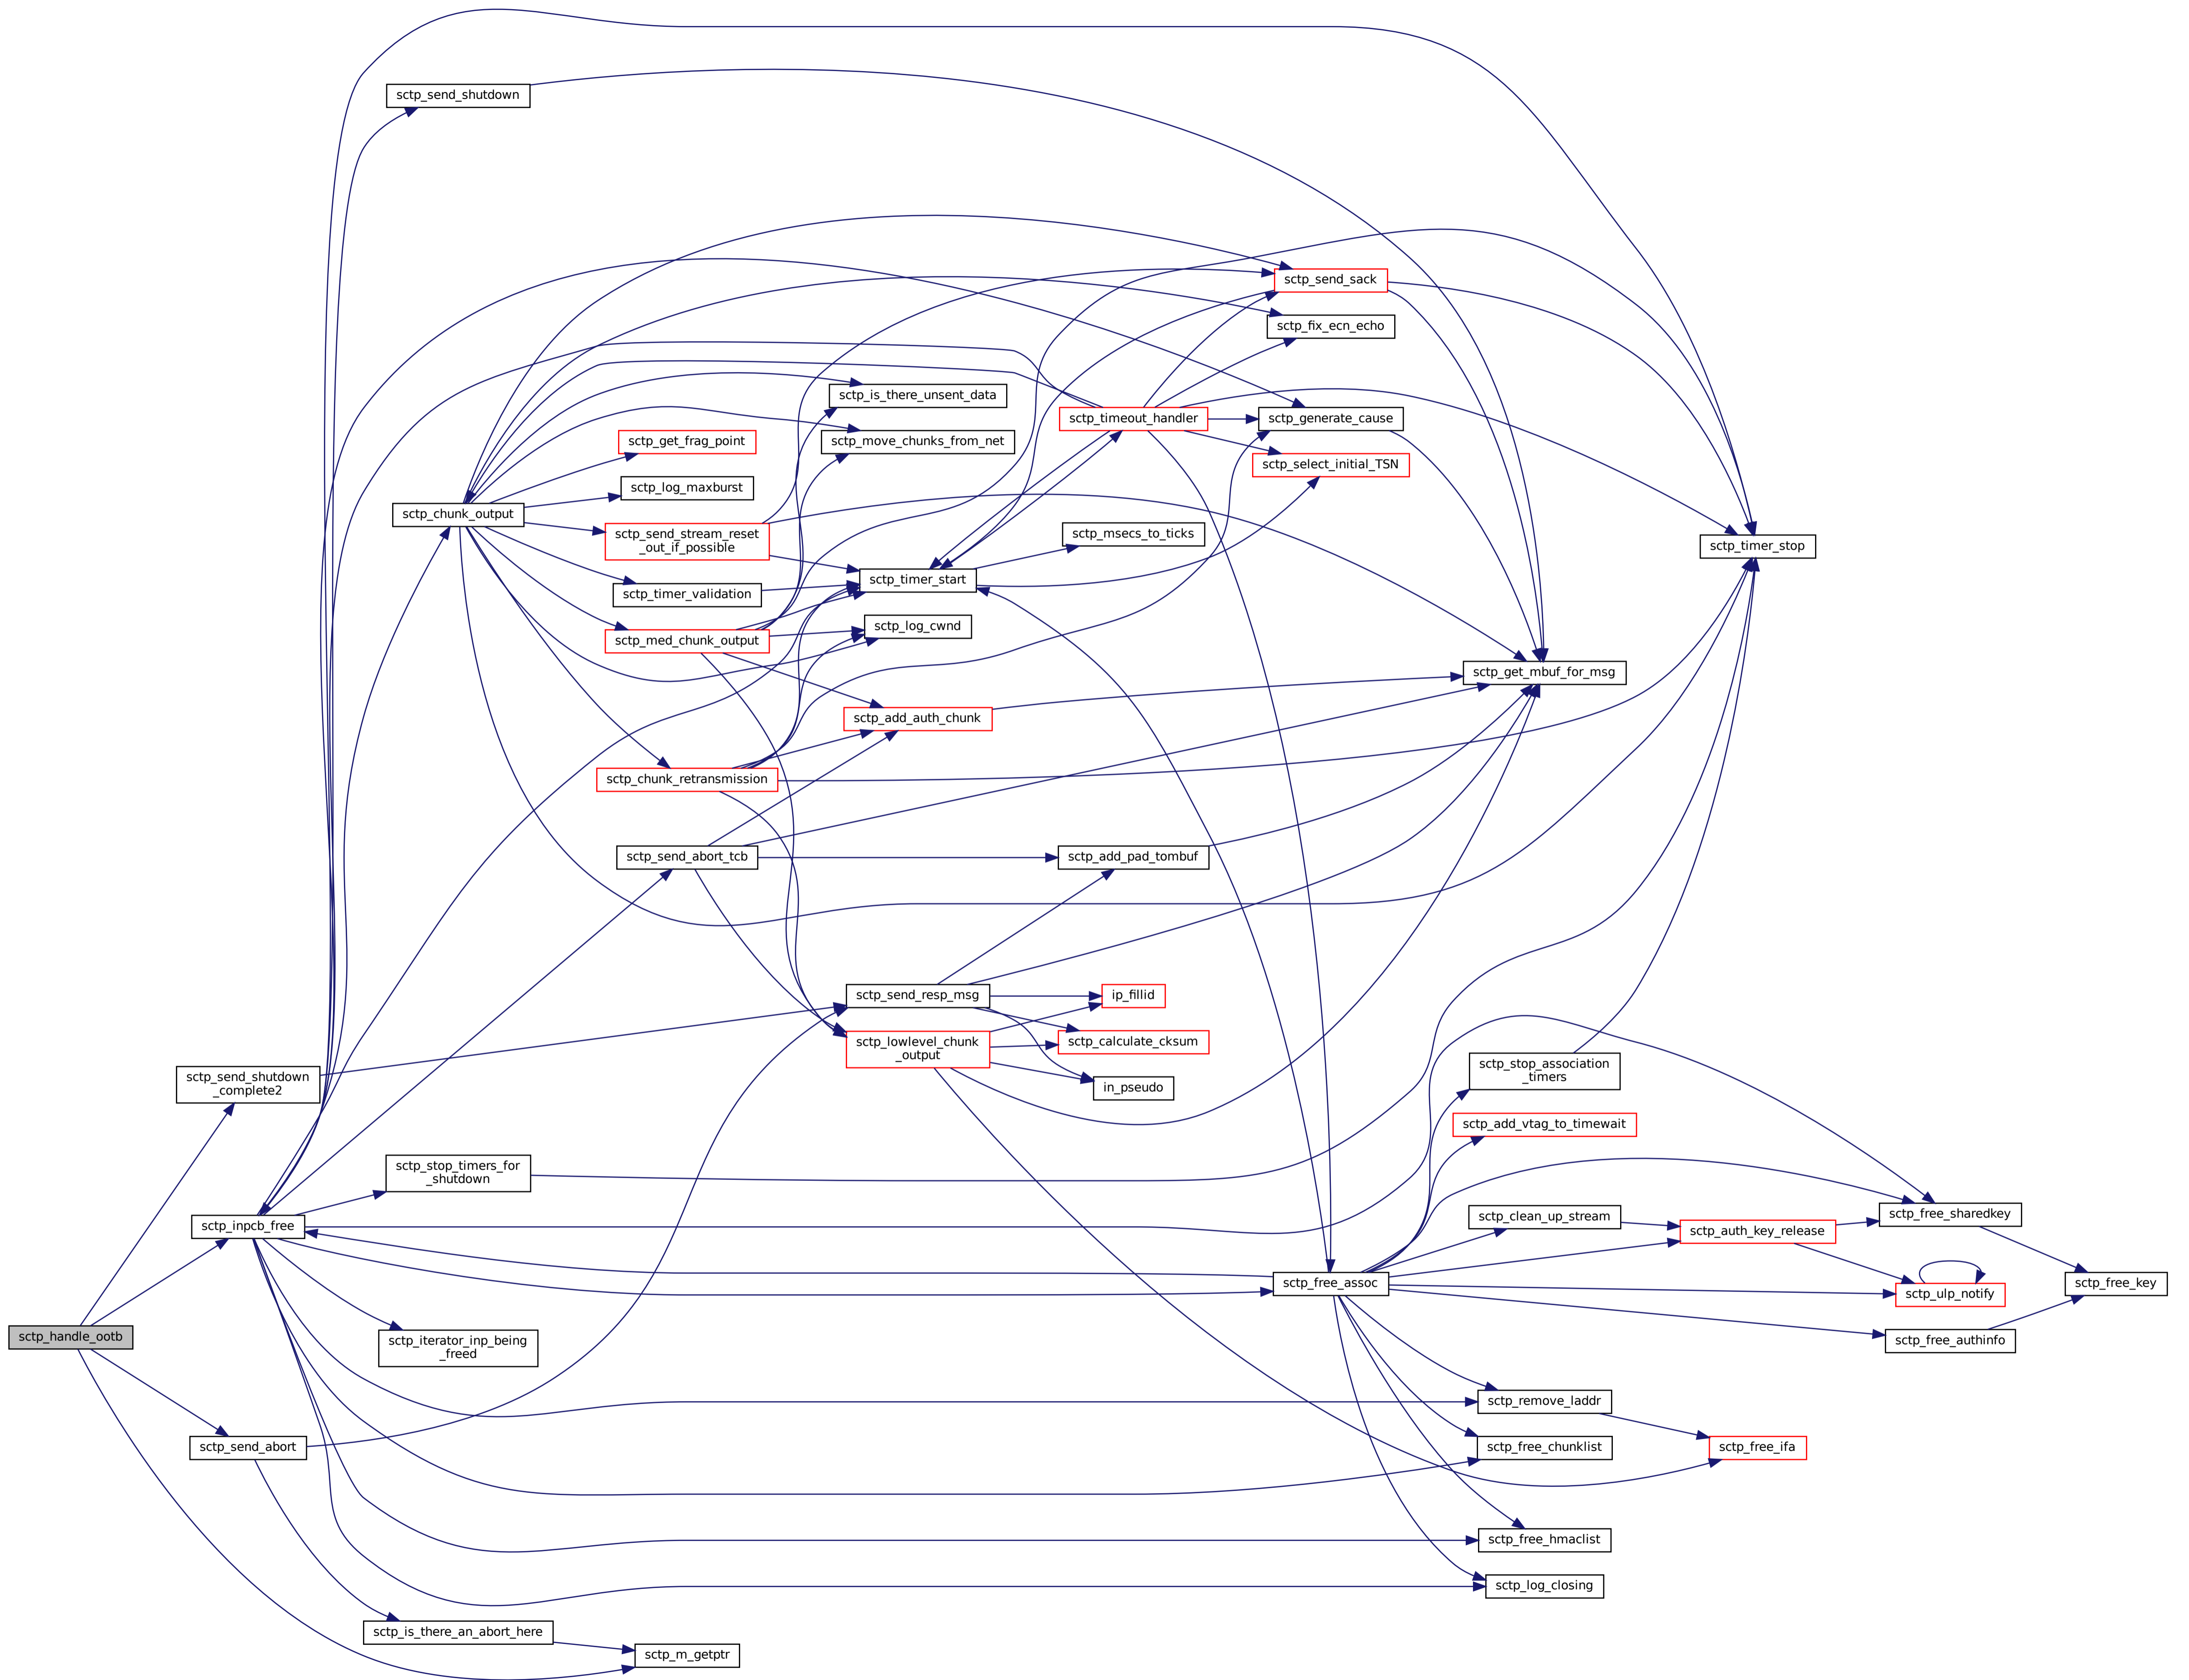 sctp_send_shutdown
sctp_send_sack
sctp_fix_ecn_echo
sctp_is_there_unsent_data
sctp_timeout_handler
sctp_generate_cause
sctp_get_frag_point
sctp_move_chunks_from_net
sctp_select_initial_TSN
sctp_log_maxburst
sctp_chunk_output
sctp_send_stream_reset
_out_if_possible
sctp_msecs_to_ticks
sctp_timer_stop
sctp_timer_start
sctp_timer_validation
sctp_log_cwnd
sctp_med_chunk_output
sctp_get_mbuf_for_msg
sctp_add_auth_chunk
sctp_chunk_retransmission
sctp_send_abort_tcb
sctp_add_pad_tombuf
sctp_send_resp_msg
ip_fillid
sctp_lowlevel_chunk
_output
sctp_calculate_cksum
in_pseudo
sctp_send_shutdown
_complete2
sctp_stop_association
_timers
sctp_add_vtag_to_timewait
sctp_stop_timers_for
_shutdown
sctp_inpcb_free
sctp_clean_up_stream
sctp_auth_key_release
sctp_free_sharedkey
sctp_free_assoc
sctp_ulp_notify
sctp_free_key
sctp_handle_ootb
sctp_iterator_inp_being
_freed
sctp_free_authinfo
sctp_remove_laddr
sctp_send_abort
sctp_free_chunklist
sctp_free_ifa
sctp_free_hmaclist
sctp_log_closing
sctp_is_there_an_abort_here
sctp_m_getptr